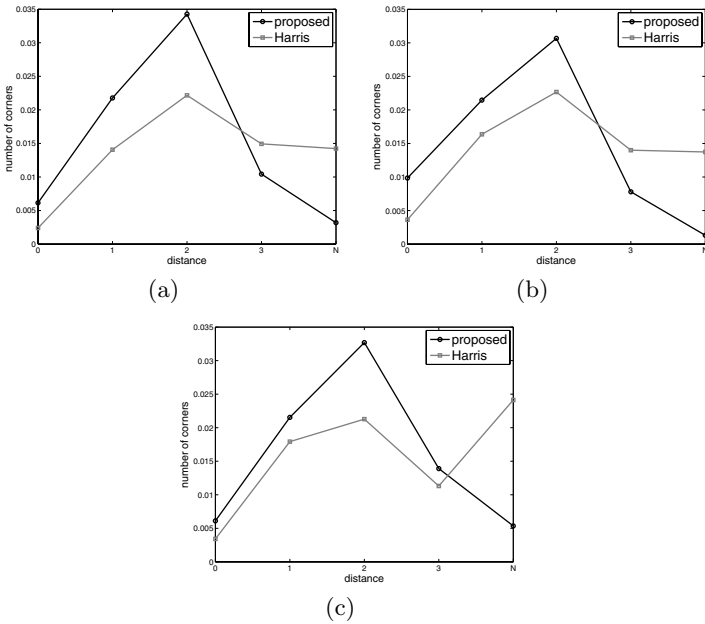 0.035
0.03
0.025
0.02
0.015
0.01
0.005
0
number of corners
0 1 2 3 N
distance
proposed
Harris
(a)
0.035
0.03
0.025
0.02
0.015
0.01
0.005
0
number of corners
0 1 2 3 N
distance
proposed
Harris
(b)
0.035
0.03
0.025
0.02
0.015
0.01
0.005
0
number of corners
0 1 2 3 N
distance
proposed
Harris
(c)